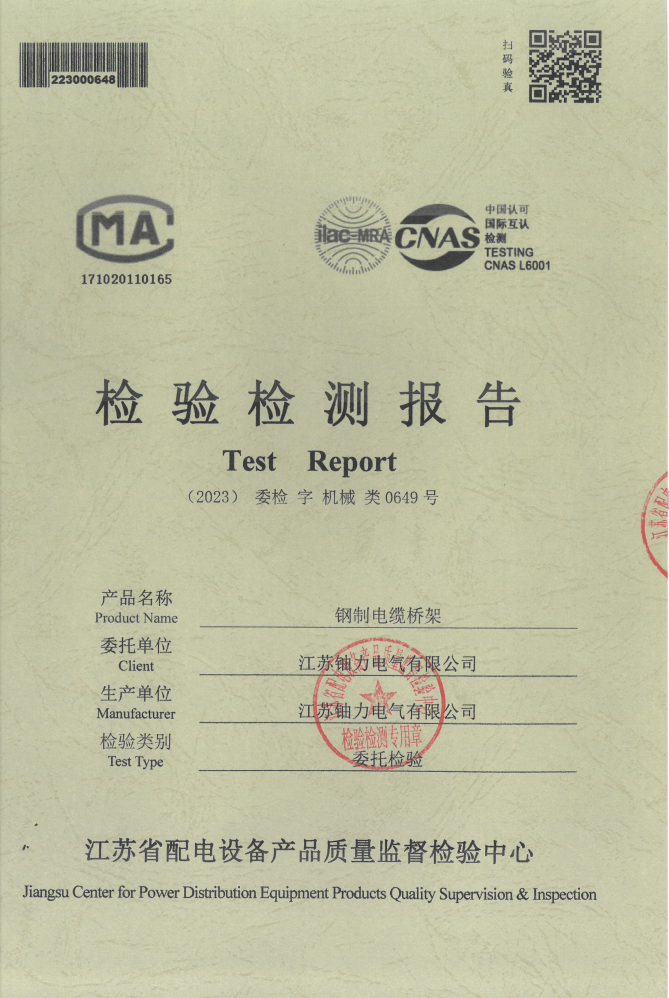 223000648
扫码验真
MA
171020110165
ilac-MRA
CNAS
中国认可
国际互认
检测
TESTING
CNAS L6001
检验检测报告
Test Report
（2023） 委检 字 机械 类 0649 号
产品名称
Product Name
钢制电缆桥架
委托单位
Client
江苏铀力电气有限公司
生产单位
Manufacturer
江苏铀力电气有限公司
检验类别
Test Type
委托检验
检验检测专用章
江苏省配电设备产品质量监督检验中心
Jiangsu Center for Power Distribution Equipment Products Quality Supervision & Inspection